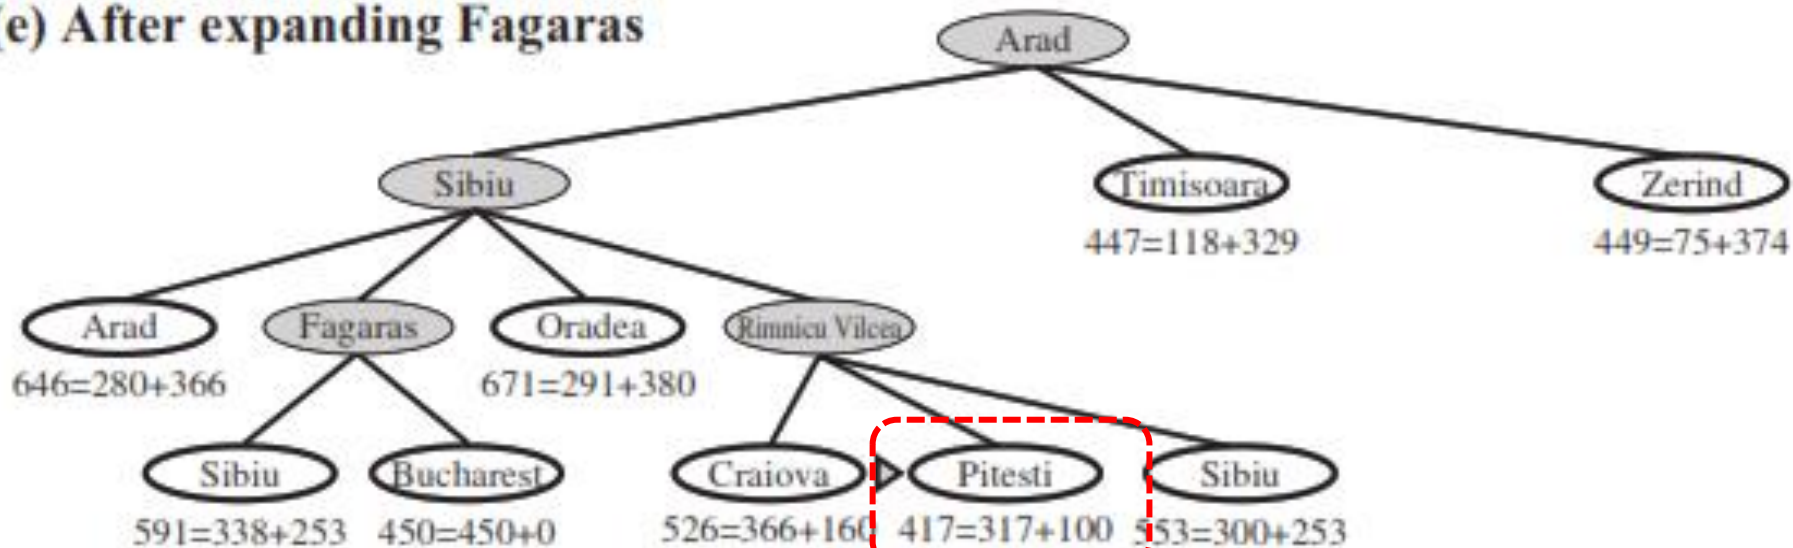 (e) After expanding Fagaras
Arad
Sibiu
Timisoara
Zerind
447=118+329
449=75+374
Arad
Fagaras
Oradea
Rimnicu Vilcea
646=280+366
671=291+380
Sibiu
Bucharest
Craiova
Pitesti
Sibiu
591=338+253
450=450+0
526=366+160
417=317+100
553=300+253